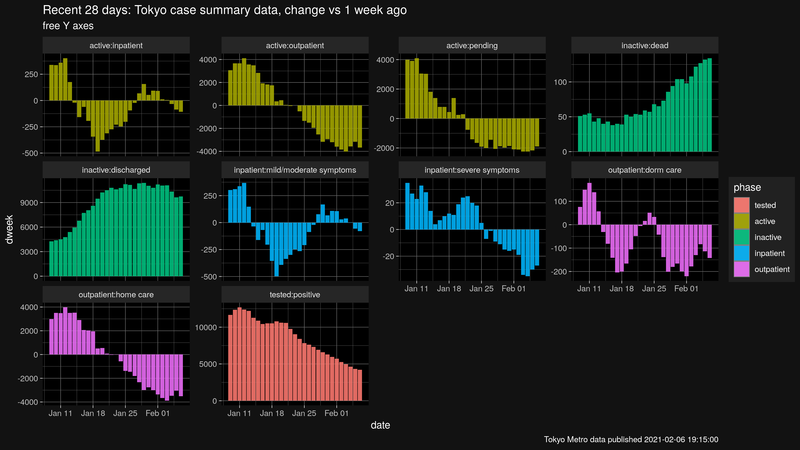 Recent 28 days: Tokyo case summary data, change vs 1 week ago
free Y axes
active:inpatient
active:outpatient
active:pending
inactive:dead
250
0
-250
-500
4000
2000
0
-2000
-4000
4000
2000
0
-2000
100
50
0
inactive:discharged
inpatient:mild/moderate symptoms
inpatient:severe symptoms
outpatient:dorm care
9000
6000
3000
0
250
0
-250
-500
20
0
-20
100
0
-100
-200
Jan 11 Jan 18 Jan 25 Feb 01
Jan 11 Jan 18 Jan 25 Feb 01
outpatient:home care
tested:positive
4000
2000
0
-2000
-4000
10000
5000
0
Jan 11 Jan 18 Jan 25 Feb 01
Jan 11 Jan 18 Jan 25 Feb 01
dweek
date
phase
tested
active
inactive
inpatient
outpatient
Tokyo Metro data published 2021-02-06 19:15:00